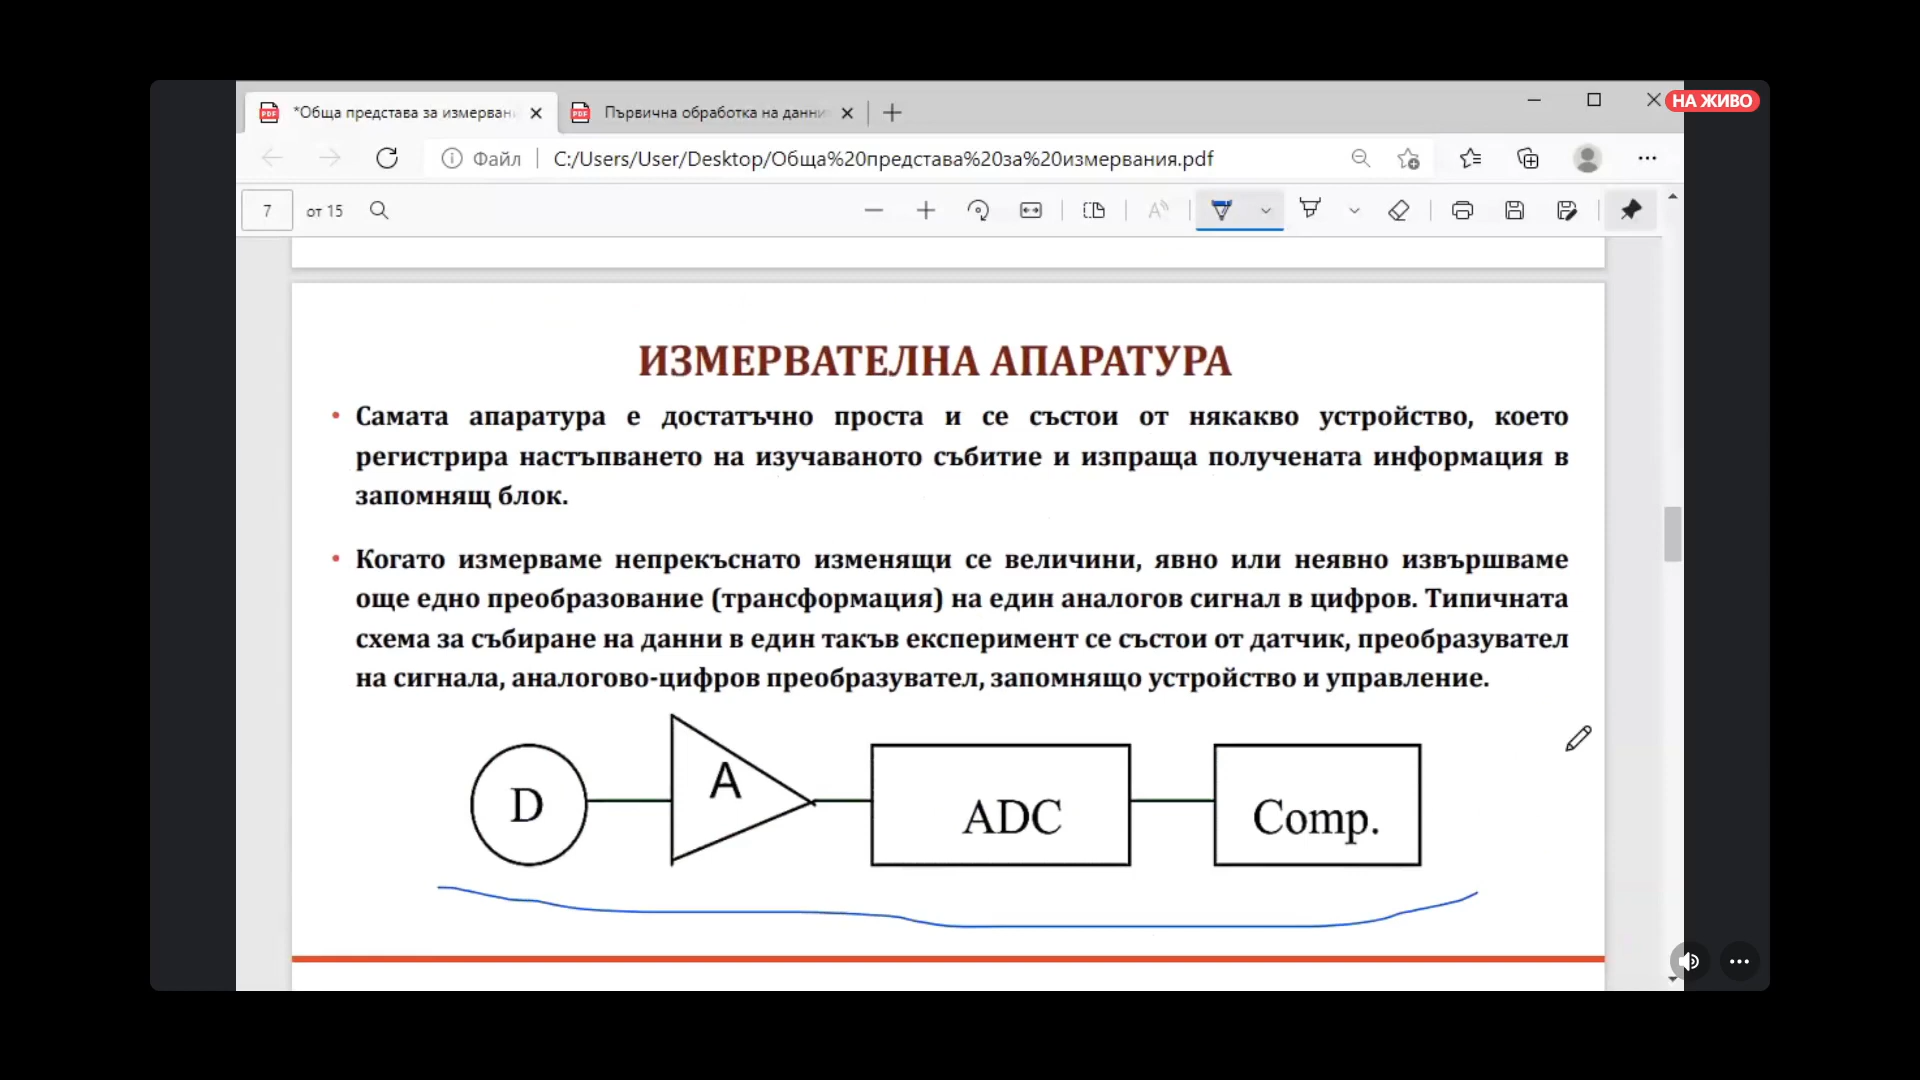 *Обща представа за измерван
Първична обработка на данни
НА ЖИВО
Файл
C:/Users/User/Desktop/Обща%20представа%20за%20измервания.pdf
7 от 15
ИЗМЕРВАТЕЛНА АПАРАТУРА
• Самата апаратура е достатъчно проста и се състои от някакво устройство, което
регистрира настъпването на изучаваното събитие и изпраща получената информация в
запомнящ блок.
• Когато измерваме непрекъснато изменящи се величини, явно или неявно извършваме
още едно преобразование (трансформация) на един аналогов сигнал в цифров. Типичната
схема за събиране на данни в един такъв експеримент се състои от датчик, преобразувател
на сигнала, аналогово-цифров преобразувател, запомнящо устройство и управление.
D A ADC Comp.